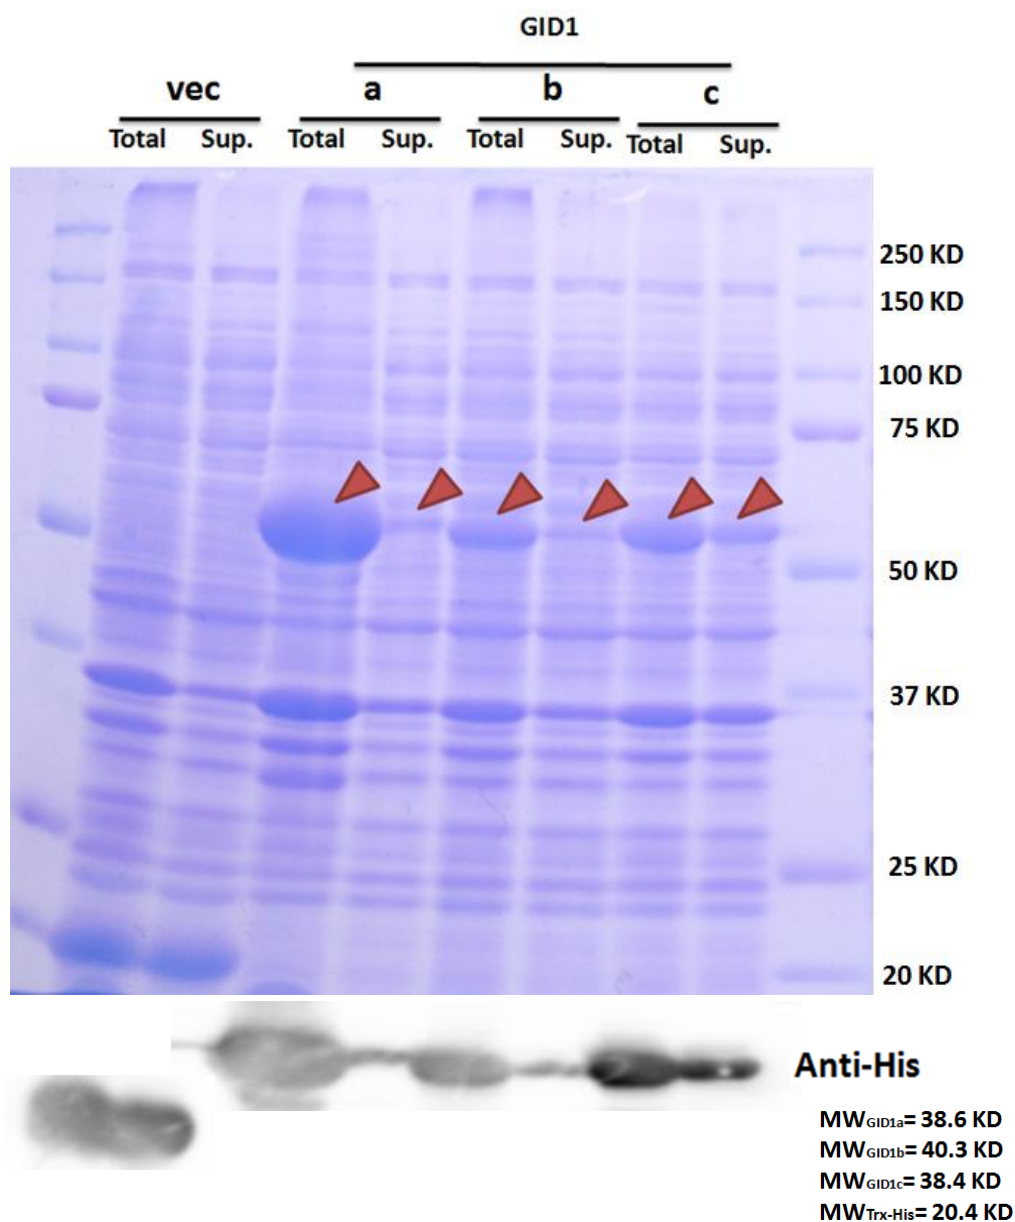 GID1
vec a b c
Total Sup. Total Sup. Total Sup. Total Sup.
250 KD
150 KD
100 KD
75 KD
50 KD
37 KD
25 KD
20 KD
Anti-His
MWGID1a= 38.6 KD
MWGID1b= 40.3 KD
MWGID1c= 38.4 KD
MWTrx-His= 20.4 KD